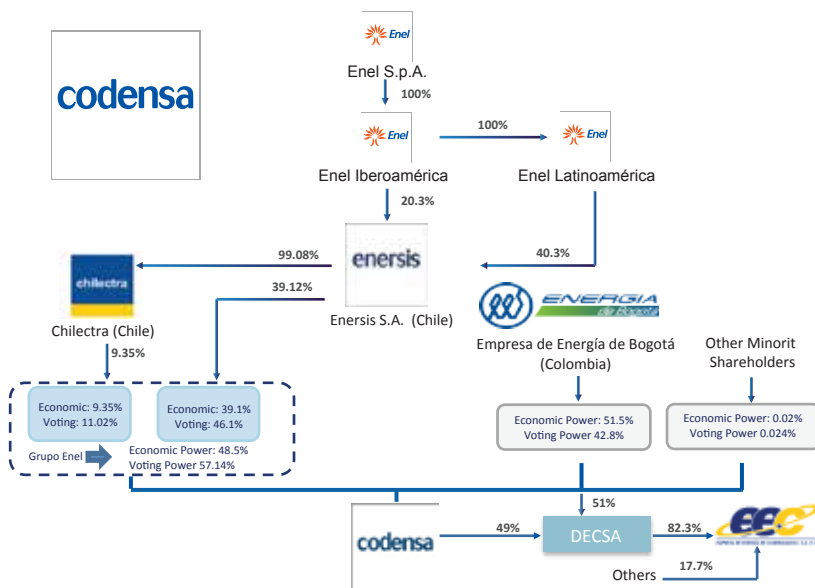 codensa
Enel
Enel S.p.A.
100%
Enel
100%
Enel
Enel Iberoamérica
Enel Latinoamérica
20.3%
99.08%
enersis
40.3%
chilectra
39.12%
ENERGIA
de Bogotá
Chilectra (Chile)
Enersis S.A. (Chile)
9.35%
Empresa de Energía de Bogotá
(Colombia)
Other Minorit
Shareholders
Economic: 9.35%
Voting: 11.02%
Economic: 39.1%
Voting: 46.1%
Economic Power: 51.5%
Voting Power 42.8%
Economic Power: 0.02%
Voting Power 0.024%
Grupo Enel
Economic Power: 48.5%
Voting Power 57.14%
51%
codensa
49%
DECSA
82.3%
EEC
Others
17.7%